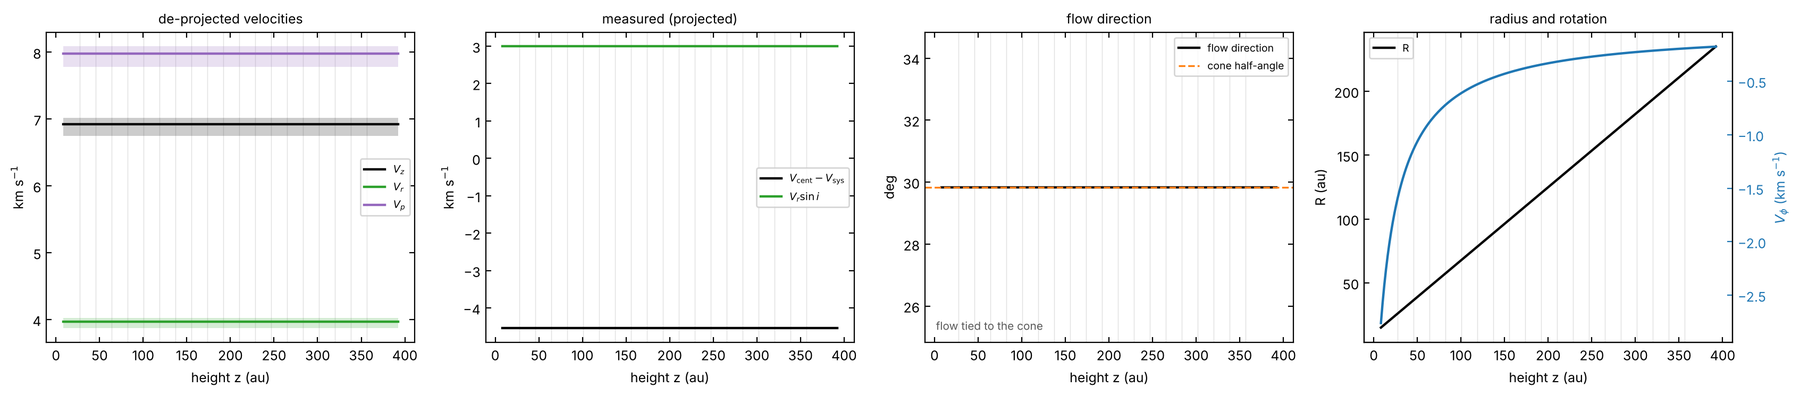 de-projected velocities
km s⁻¹
8
7
6
5
4
V_z
V_r
V_p
0 50 100 150 200 250 300 350 400
height z (au)
measured (projected)
km s⁻¹
3
2
1
0
−1
−2
−3
−4
V_cent − V_sys
V_r sin i
0 50 100 150 200 250 300 350 400
height z (au)
flow direction
deg
34
32
30
28
26
flow direction
cone half-angle
flow tied to the cone
0 50 100 150 200 250 300 350 400
height z (au)
radius and rotation
R (au)
200
150
100
50
R
−0.5
−1.0
−1.5
−2.0
−2.5
V_ϕ (km s⁻¹)
0 50 100 150 200 250 300 350 400
height z (au)